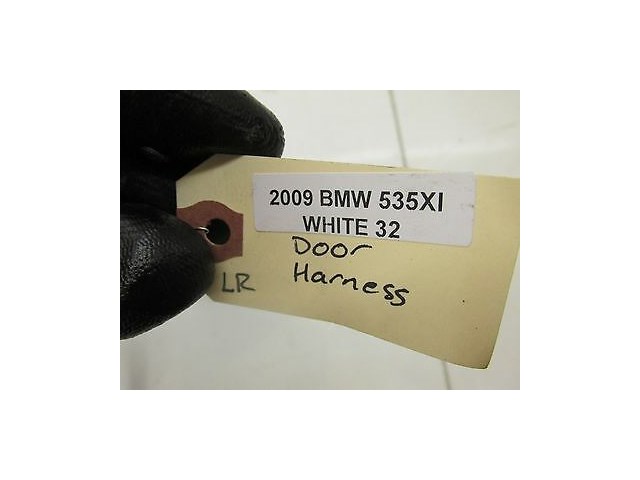 2009 BMW 535XI
WHITE 32
Door
Harness
LR